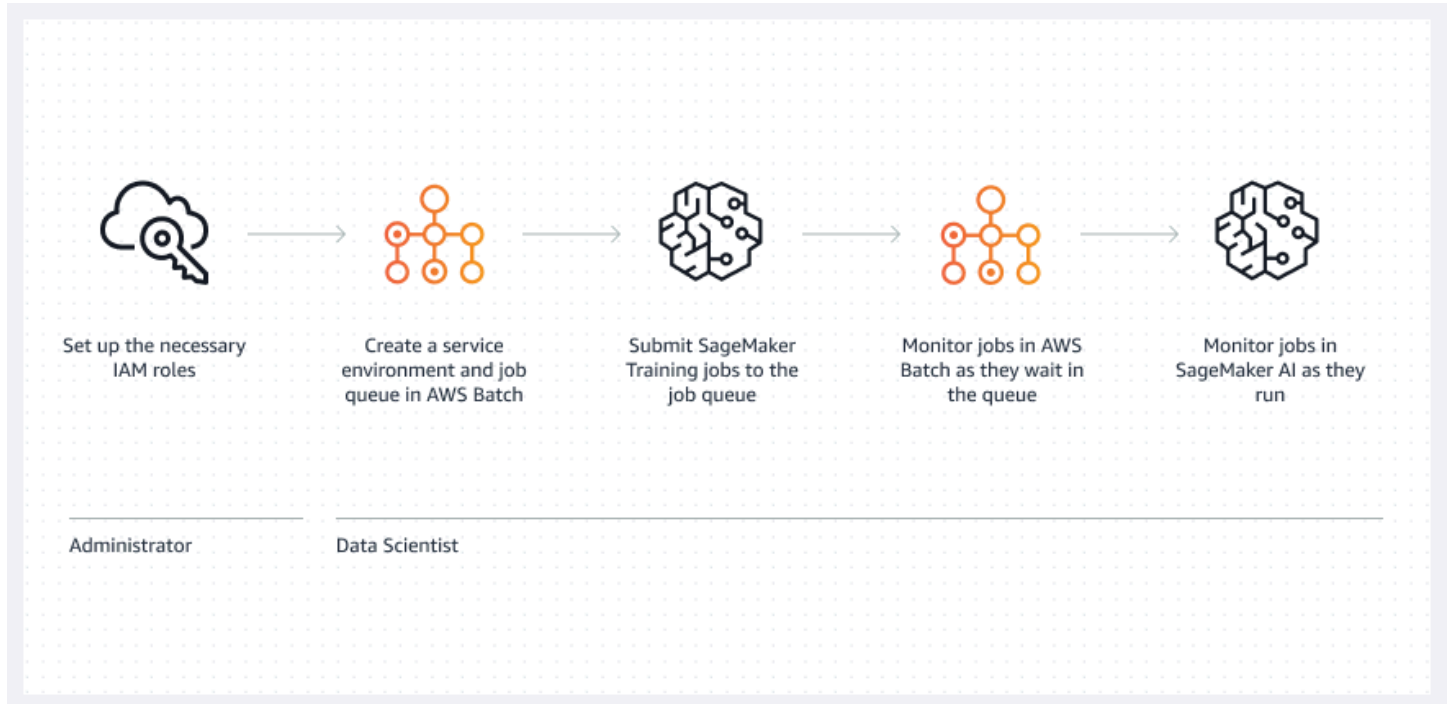 Set up the necessary
IAM roles
Create a service
environment and job
queue in AWS Batch
Submit SageMaker
Training jobs to the
job queue
Monitor jobs in AWS
Batch as they wait in
the queue
Monitor jobs in
SageMaker AI as they
run
Administrator
Data Scientist